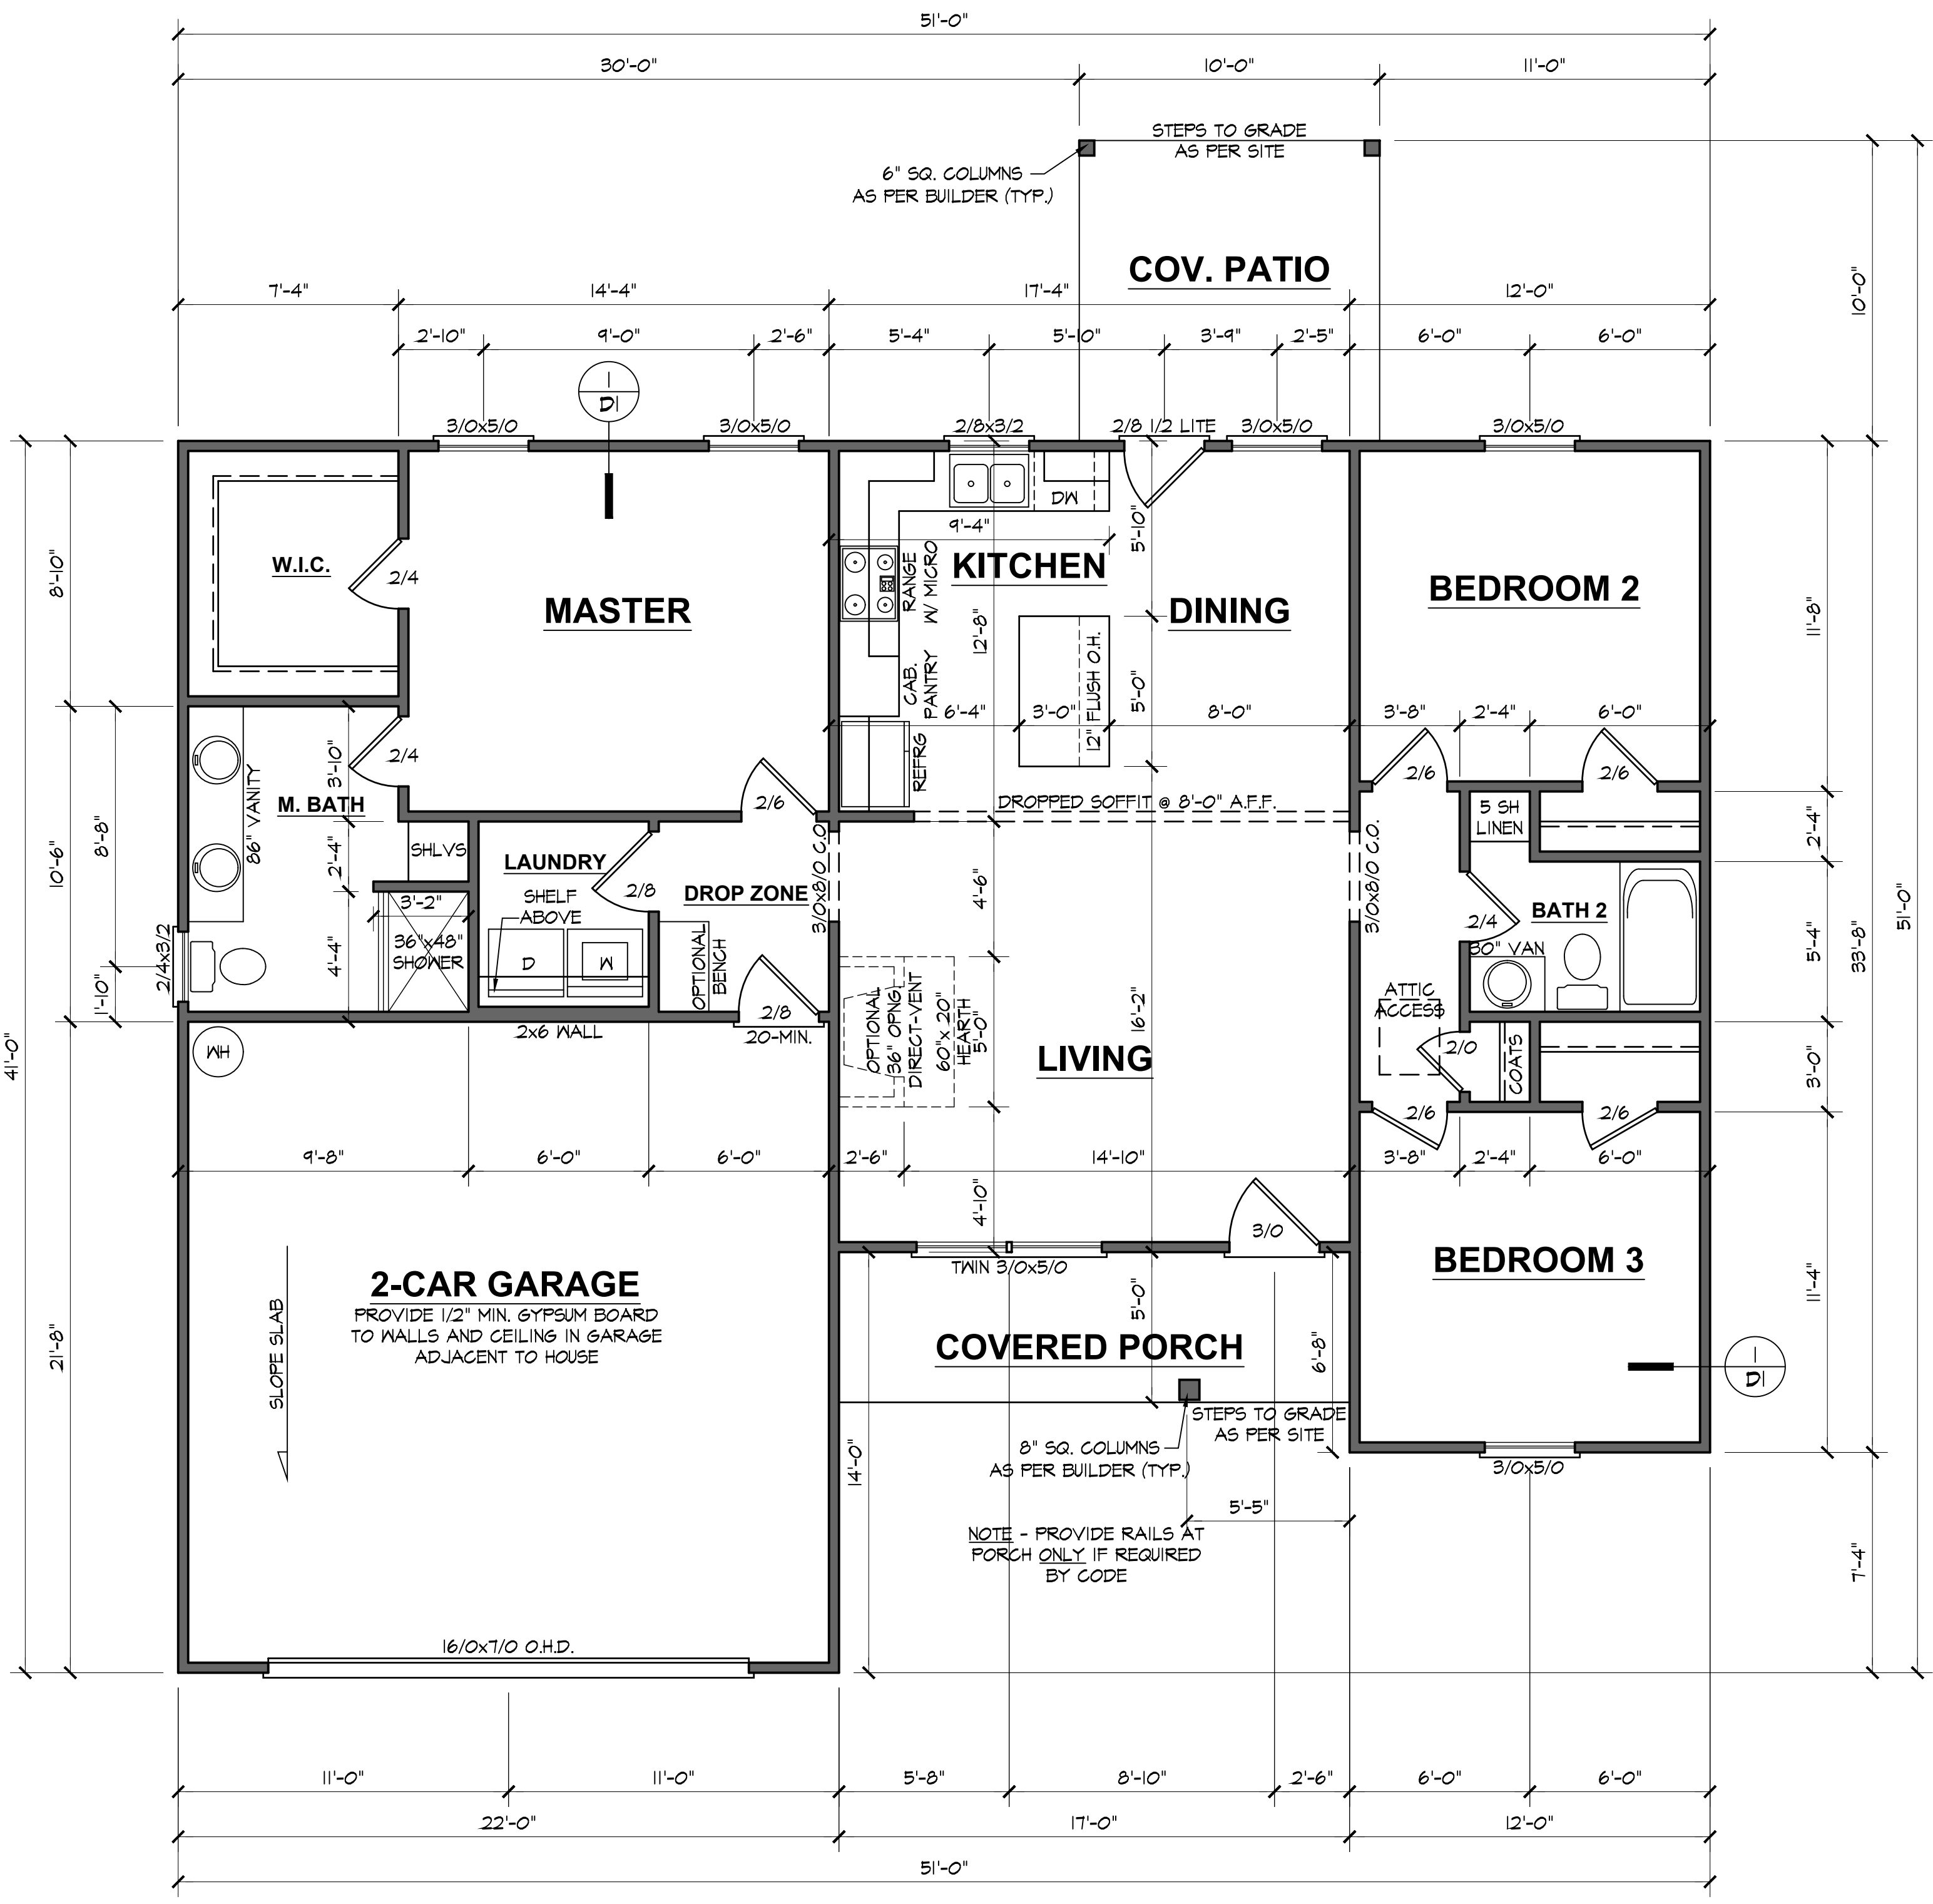 51'-0"
30'-0" 10'-0" 11'-0"
STEPS TO GRADE
AS PER SITE
6" SQ. COLUMNS
AS PER BUILDER (TYP.)
COV. PATIO
10'-0"
7'-4" 14'-4" 17'-4" 12'-0"
2'-10" 9'-0" 2'-6" 5'-4" 5'-10" 3'-9" 2'-5" 6'-0" 6'-0"
1
D1
3/0x5/0 3/0x5/0 2/8x3/2 2/8 1/2 LITE 3/0x5/0 3/0x5/0
DW
9'-4"
5'-10"
W.I.C.
2/4
8'-10"
MASTER
RANGE
W/ MICRO
KITCHEN
12'-8"
DINING
BEDROOM 2
11'-8"
CAB.
PANTRY
12" FLUSH O.H.
5'-0"
6'-4" 3'-0" 8'-0" 3'-8" 2'-4" 6'-0"
REFRG
2/4
3'-10"
86" VANITY
M. BATH
2/6
2/6
2/6
DROPPED SOFFIT @ 8'-0" A.F.F.
8'-8"
10'-6"
2'-4"
SHLVS
LAUNDRY
SHELF
ABOVE
2/8
DROP ZONE
3/0x8/0 C.O.
3/0x8/0 C.O.
5 SH
LINEN
2'-4"
4'-6"
3'-2"
36"x48"
SHOWER
4'-4"
2/4x3/2
1'-10"
D
W
OPTIONAL
BENCH
2/4
BATH 2
30" VAN
5'-4"
33'-8"
51'-0"
41'-0"
WH
2x6 WALL
2/8
20-MIN.
OPTIONAL
36" OPNG.
DIRECT-VENT
60"x 20"
HEARTH
5'-0"
16'-2"
LIVING
ATTIC
ACCESS
2/0
COATS
3'-0"
2/6
2/6
9'-8" 6'-0" 6'-0" 2'-6" 14'-10" 3'-8" 2'-4" 6'-0"
4'-10"
3/0
TWIN 3/0x5/0
2-CAR GARAGE
PROVIDE 1/2" MIN. GYPSUM BOARD
TO WALLS AND CEILING IN GARAGE
ADJACENT TO HOUSE
SLOPE SLAB
21'-8"
BEDROOM 3
11'-4"
5'-0"
COVERED PORCH
6'-8"
1
D1
STEPS TO GRADE
AS PER SITE
8" SQ. COLUMNS
AS PER BUILDER (TYP.)
14'-0"
3/0x5/0
5'-5"
NOTE - PROVIDE RAILS AT
PORCH ONLY IF REQUIRED
BY CODE
7'-4"
16/0x7/0 O.H.D.
11'-0" 11'-0" 5'-8" 8'-10" 2'-6" 6'-0" 6'-0"
22'-0" 17'-0" 12'-0"
51'-0"